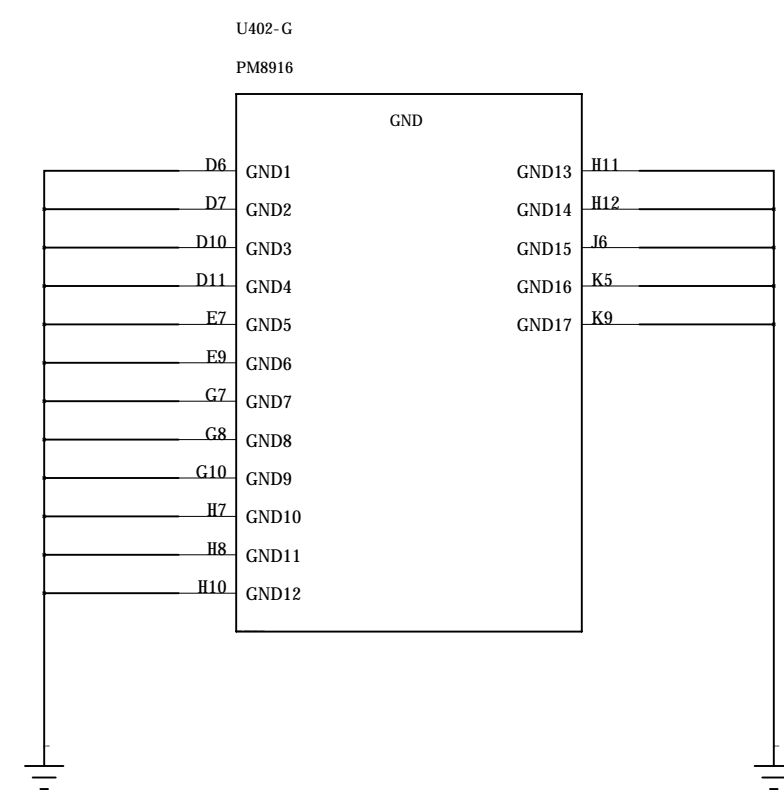 U402-G
PM8916
GND
D6 GND1 GND13 H11
D7 GND2 GND14 H12
D10 GND3 GND15 J6
D11 GND4 GND16 K5
E7 GND5 GND17 K9
E9 GND6
G7 GND7
G8 GND8
G10 GND9
H7 GND10
H8 GND11
H10 GND12